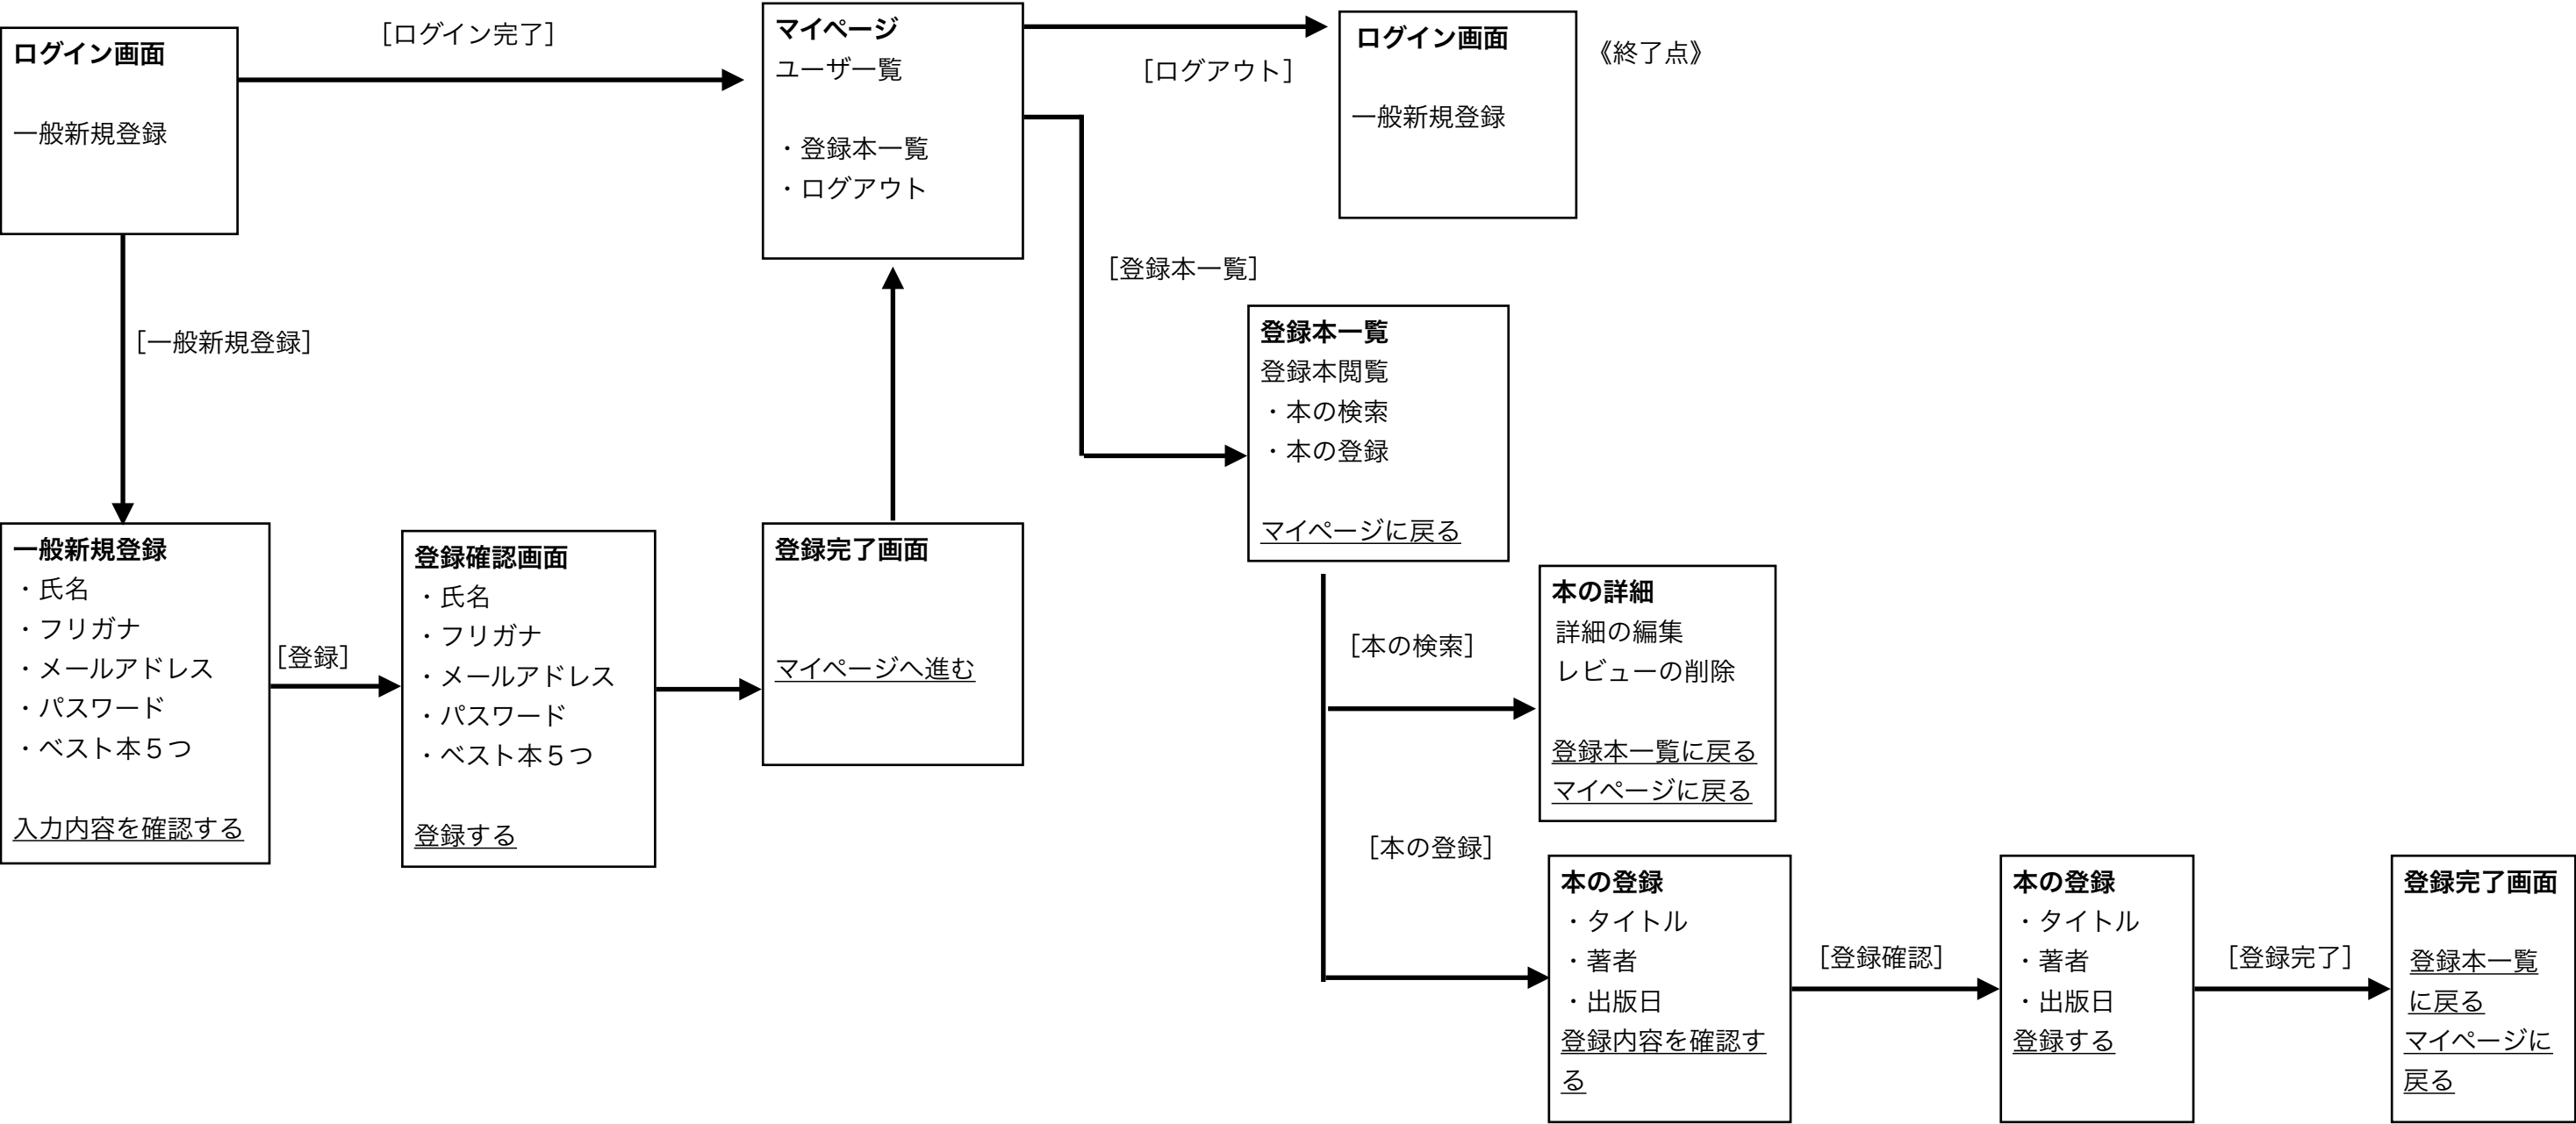 ログイン画面
一般新規登録
［ログイン完了］
マイページ
ユーザ一覧
・登録本一覧
・ログアウト
［ログアウト］
ログイン画面
一般新規登録
《終了点》
［一般新規登録］
［登録本一覧］
登録本一覧
登録本閲覧
・本の検索
・本の登録
マイページに戻る
一般新規登録
・氏名
・フリガナ
・メールアドレス
・パスワード
・ベスト本５つ
入力内容を確認する
［登録］
登録確認画面
・氏名
・フリガナ
・メールアドレス
・パスワード
・ベスト本５つ
登録する
登録完了画面
マイページへ進む
［本の検索］
本の詳細
詳細の編集
レビューの削除
登録本一覧に戻る
マイページに戻る
［本の登録］
本の登録
・タイトル
・著者
・出版日
登録内容を確認す
る
［登録確認］
本の登録
・タイトル
・著者
・出版日
登録する
［登録完了］
登録完了画面
登録本一覧
に戻る
マイページに
戻る